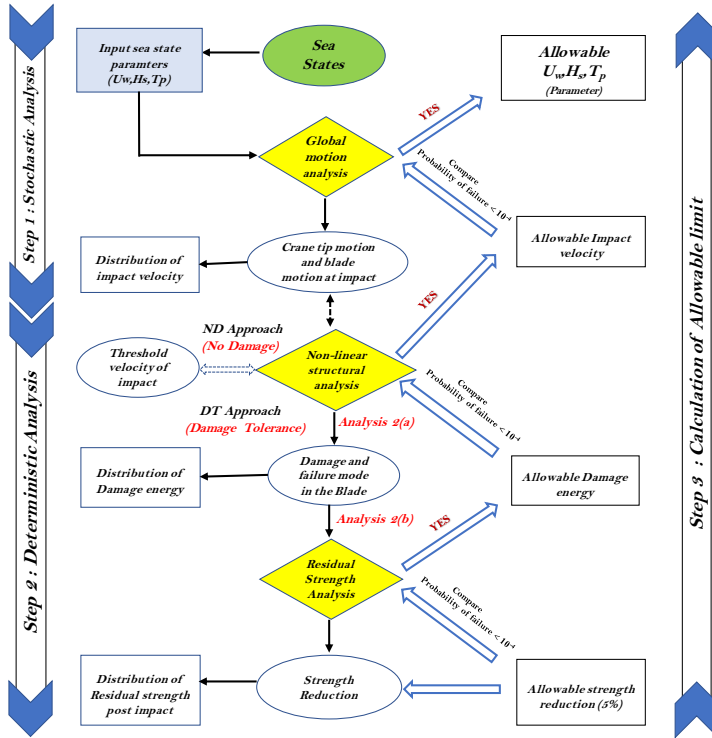 Step 1 : Stochastic Analysis
Step 2 : Deterministic Analysis
Input sea state
paramters
(Uw,Hs,Tp)
Sea
States
Allowable
Uw,Hs,Tp
(Parameter)
YES
Global
motion
analysis
Compare
Probability of failure < 10⁻⁴
Distribution of
impact velocity
Crane tip motion
and blade
motion at impact
Allowable Impact
velocity
YES
ND Approach
(No Damage)
Threshold
velocity of
impact
Non-linear
structural
analysis
Compare
Probability of failure < 10⁻⁴
DT Approach
(Damage Tolerance)
Analysis 2(a)
Distribution of
Damage energy
Damage and
failure mode
in the Blade
Allowable Damage
energy
Analysis 2(b)
YES
Residual
Strength
Analysis
Compare
Probability of failure < 10⁻⁴
Distribution of
Residual strength
post impact
Strength
Reduction
Allowable strength
reduction (5%)
Step 3 : Calculation of Allowable limit